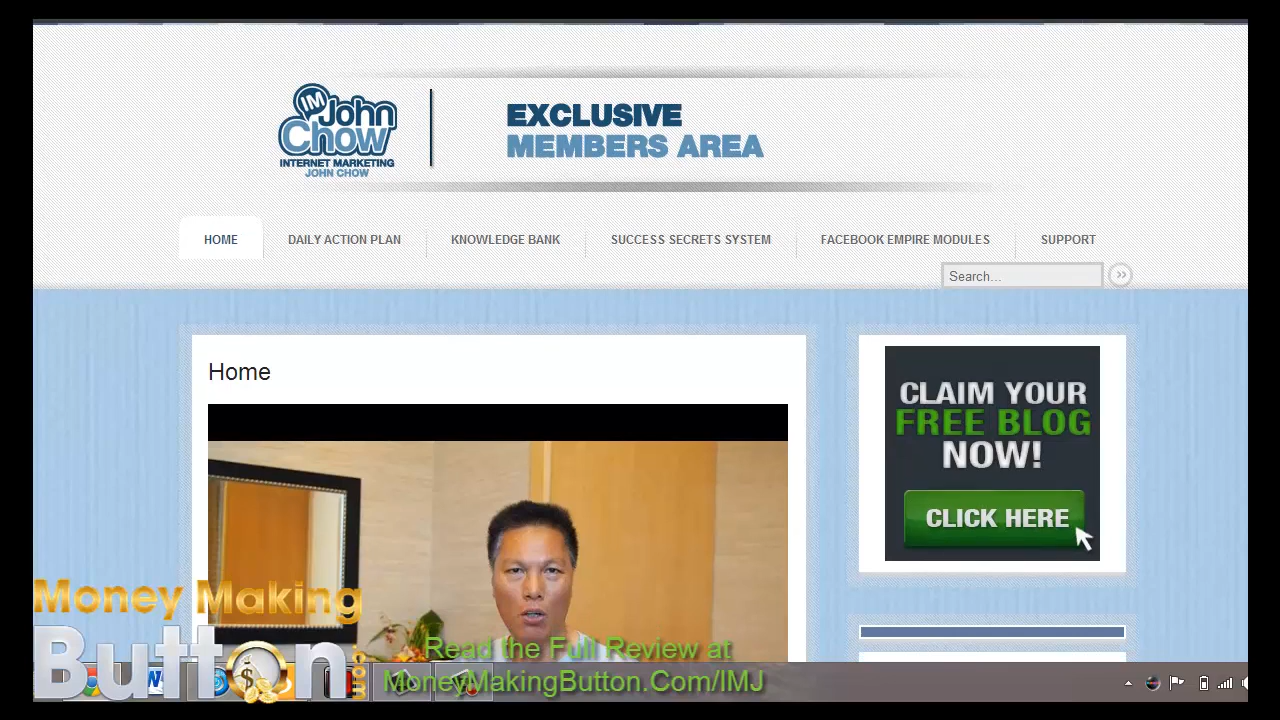 IM
John
Chow
INTERNET MARKETING
JOHN CHOW
EXCLUSIVE
MEMBERS AREA
HOME DAILY ACTION PLAN KNOWLEDGE BANK SUCCESS SECRETS SYSTEM FACEBOOK EMPIRE MODULES SUPPORT
Search...
Home
CLAIM YOUR
FREE BLOG
NOW!
CLICK HERE
Money Making
Button.com
Read the Full Review at
MoneyMakingButton.Com/IMJ